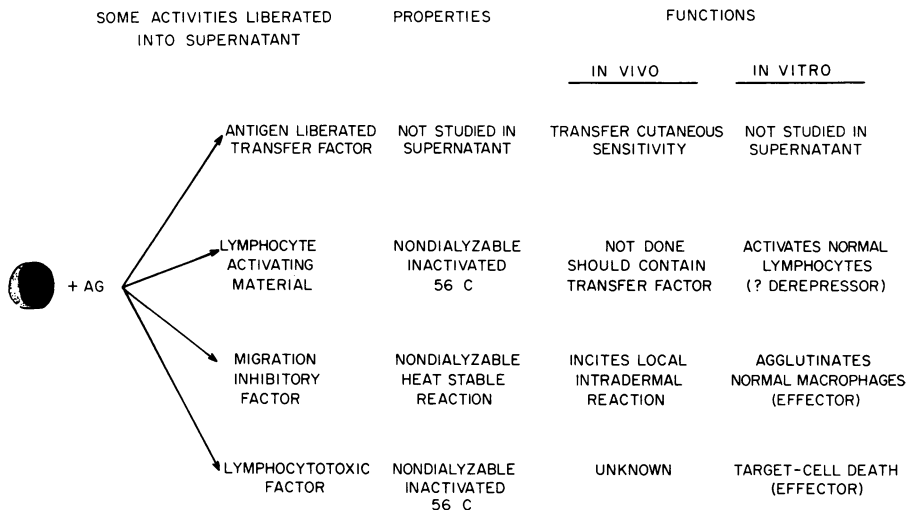 SOME ACTIVITIES LIBERATED
INTO SUPERNATANT
PROPERTIES
FUNCTIONS
IN VIVO
IN VITRO
ANTIGEN LIBERATED
TRANSFER FACTOR
NOT STUDIED IN
SUPERNATANT
TRANSFER CUTANEOUS
SENSITIVITY
NOT STUDIED IN
SUPERNATANT
+ AG
LYMPHOCYTE
ACTIVATING
MATERIAL
NONDIALYZABLE
INACTIVATED
56 C
NOT DONE
SHOULD CONTAIN
TRANSFER FACTOR
ACTIVATES NORMAL
LYMPHOCYTES
(? DEREPRESSOR)
MIGRATION
INHIBITORY
FACTOR
NONDIALYZABLE
HEAT STABLE
REACTION
INCITES LOCAL
INTRADERMAL
REACTION
AGGLUTINATES
NORMAL MACROPHAGES
(EFFECTOR)
LYMPHOCYTOTOXIC
FACTOR
NONDIALYZABLE
INACTIVATED
56 C
UNKNOWN
TARGET-CELL DEATH
(EFFECTOR)